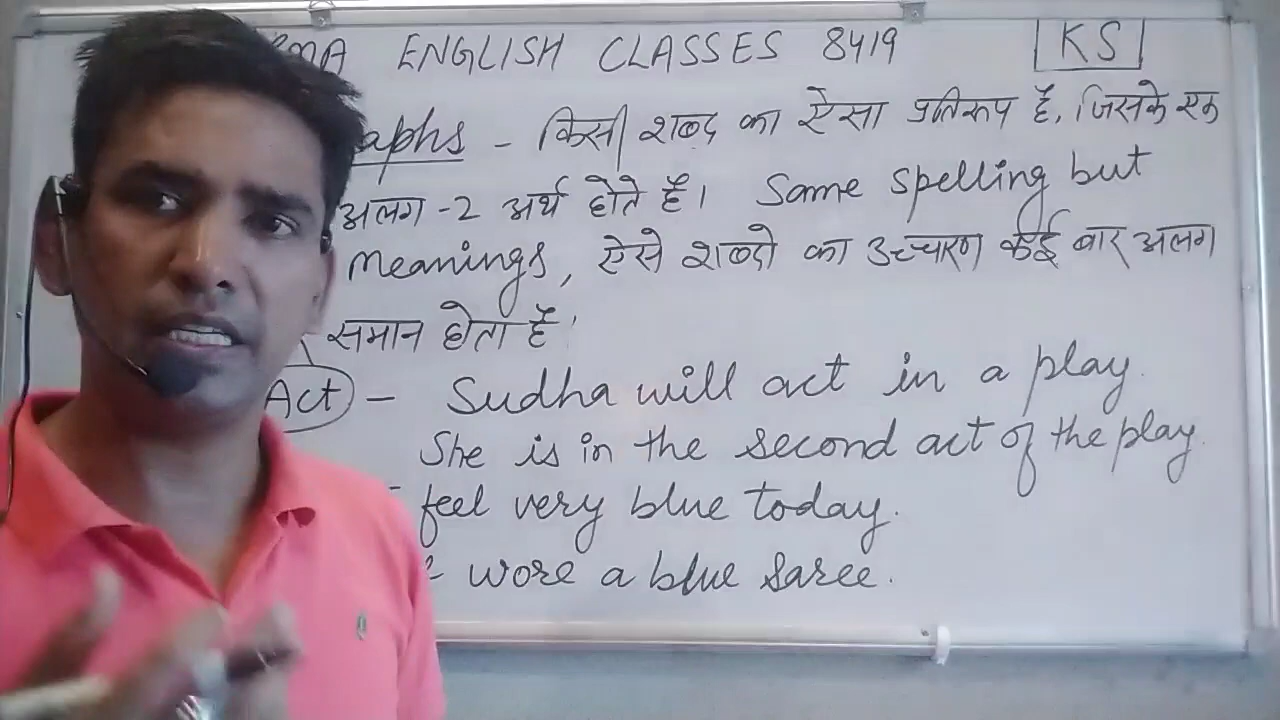 ENGLISH CLASSES 8419 KS
aphs - किसी शब्द का ऐसा प्रतिरूप है, जिसके एक
अलग -2 अर्थ होते हैं। Same spelling but
meanings, ऐसे शब्दो का उच्चारण कई बार अलग
समान होता है।
Act - Sudha will act in a play.
She is in the second act of the play.
feel very blue today.
wore a blue saree.